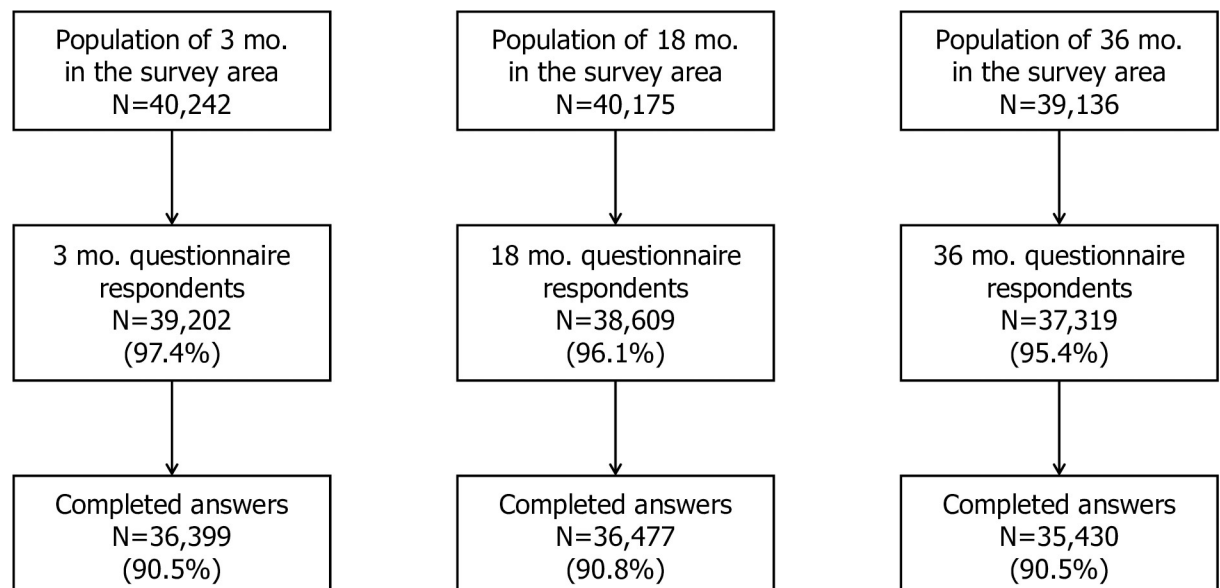 Population of 3 mo.
in the survey area
N=40,242
Population of 18 mo.
in the survey area
N=40,175
Population of 36 mo.
in the survey area
N=39,136
3 mo. questionnaire
respondents
N=39,202
(97.4%)
18 mo. questionnaire
respondents
N=38,609
(96.1%)
36 mo. questionnaire
respondents
N=37,319
(95.4%)
Completed answers
N=36,399
(90.5%)
Completed answers
N=36,477
(90.8%)
Completed answers
N=35,430
(90.5%)